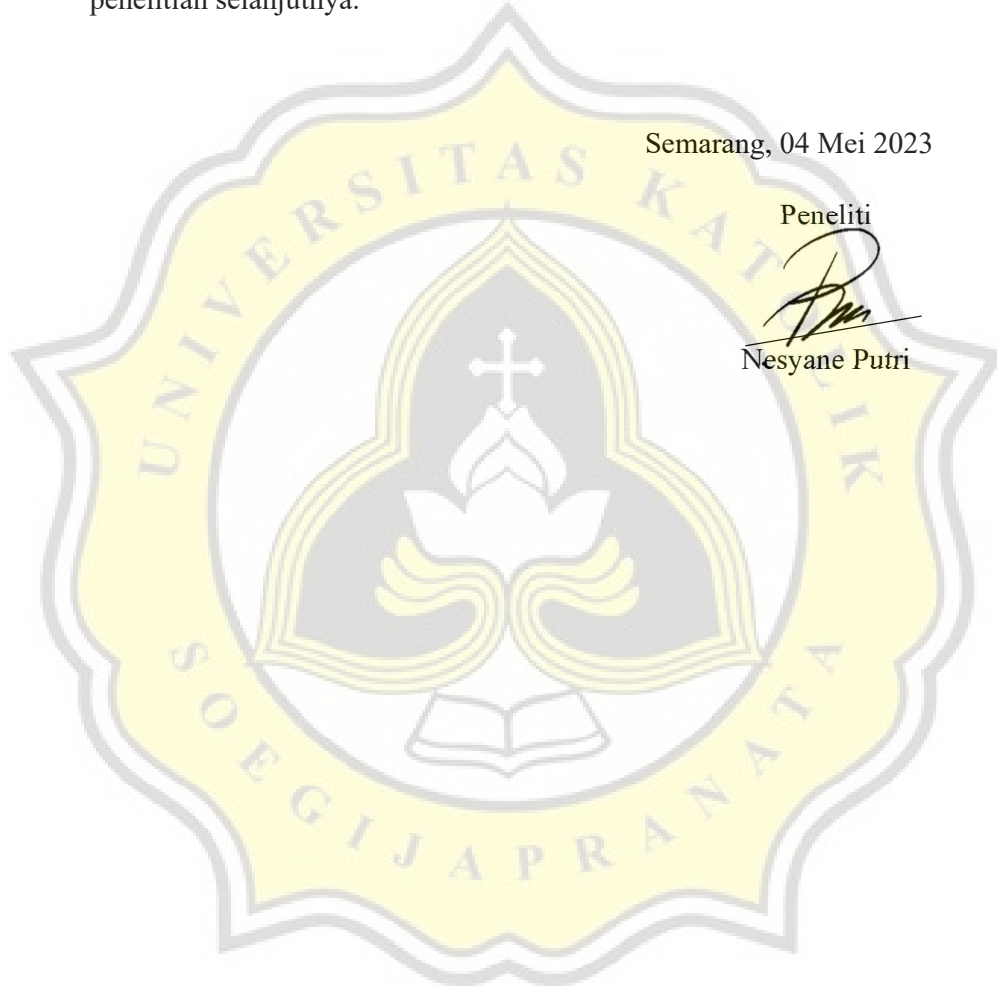 penelitian selanjutnya.
Semarang, 04 Mei 2023
Peneliti
Nesyane Putri
UNIVERSITAS KATOLIK
SOEGIJAPRANATA